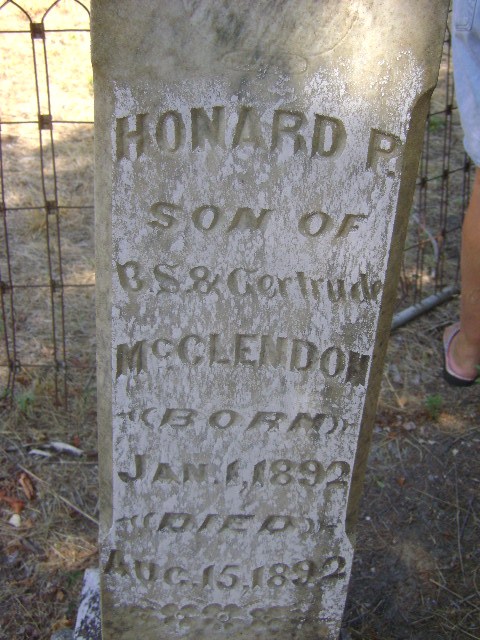 HONARD P.
SON OF
B.S. & Gertrude
McCLENDON
BORN
JAN. 1, 1892
DIED
AUG. 15, 1892